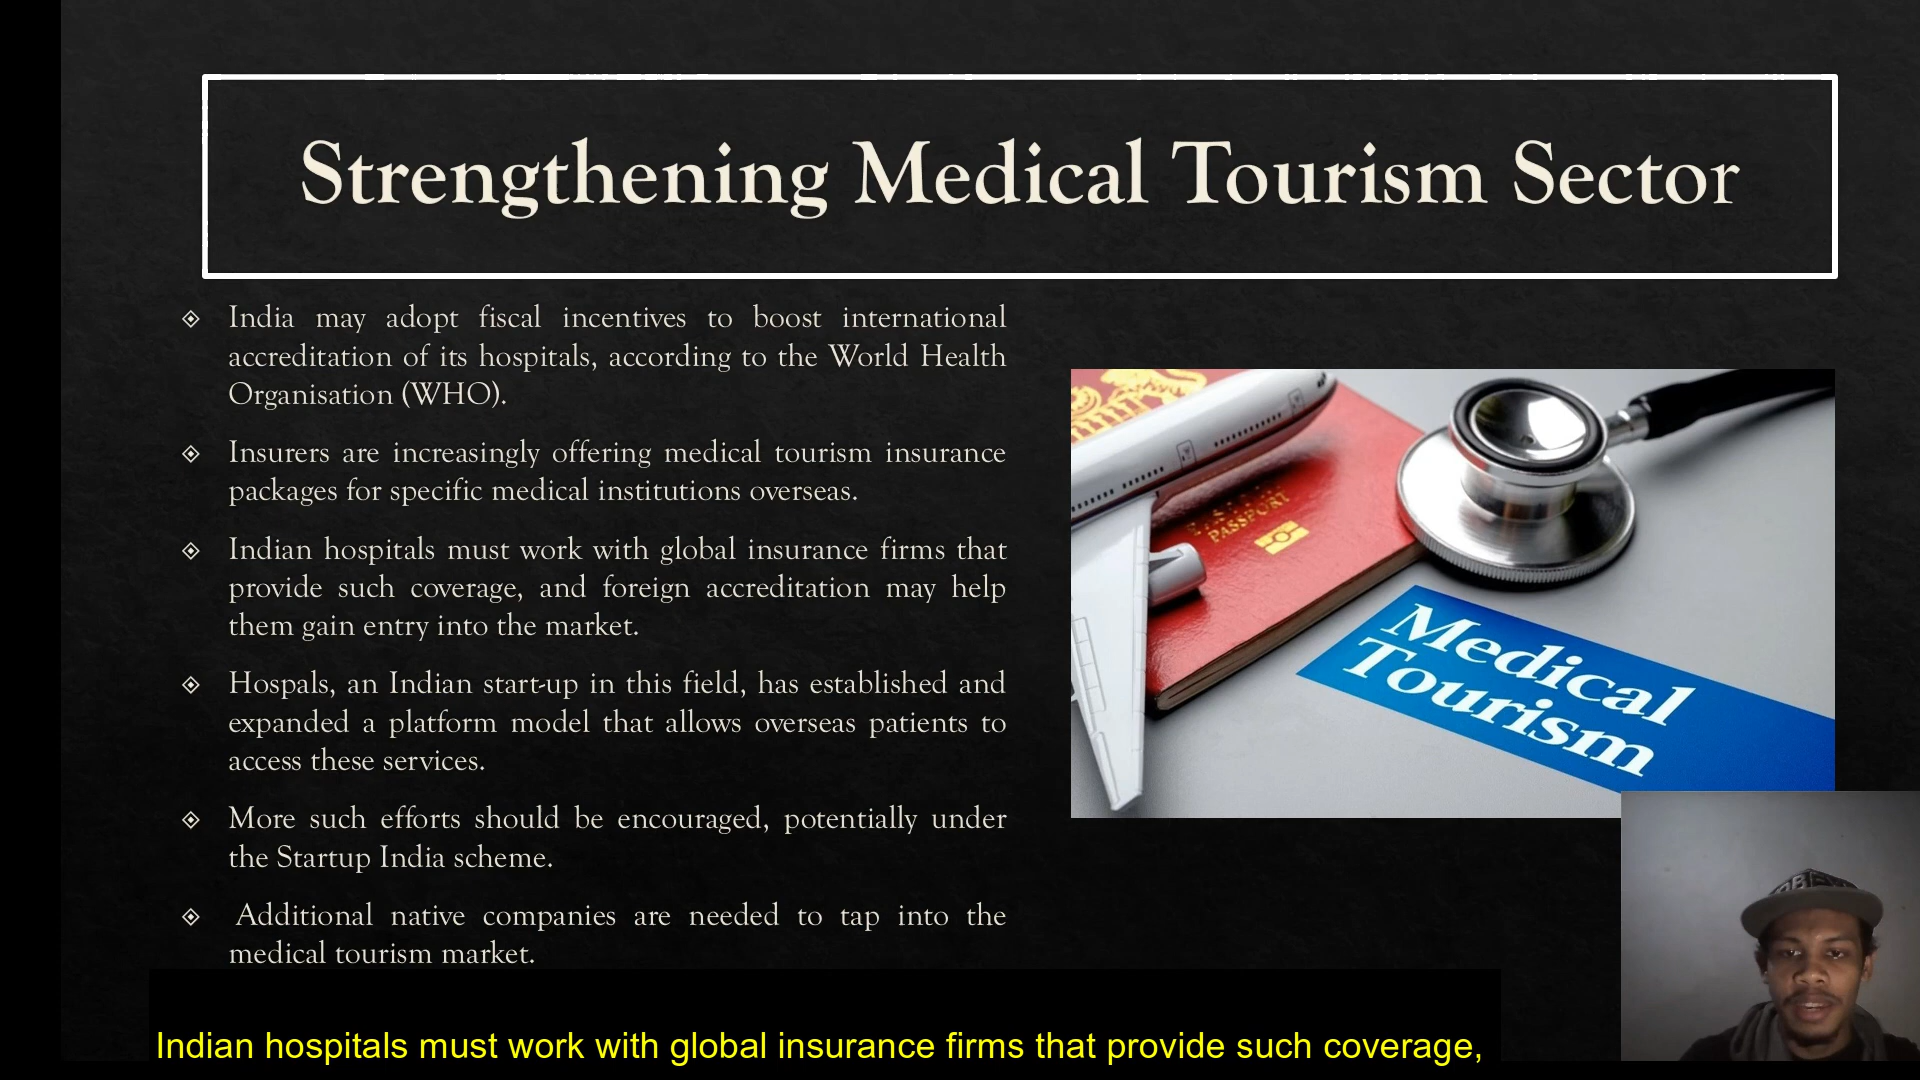 Strengthening Medical Tourism Sector
India may adopt fiscal incentives to boost international
accreditation of its hospitals, according to the World Health
Organisation (WHO).
Insurers are increasingly offering medical tourism insurance
packages for specific medical institutions overseas.
Indian hospitals must work with global insurance firms that
provide such coverage, and foreign accreditation may help
them gain entry into the market.
Hospals, an Indian start-up in this field, has established and
expanded a platform model that allows overseas patients to
access these services.
More such efforts should be encouraged, potentially under
the Startup India scheme.
Additional native companies are needed to tap into the
medical tourism market.
PASSPORT
Medical
Tourism
Indian hospitals must work with global insurance firms that provide such coverage,